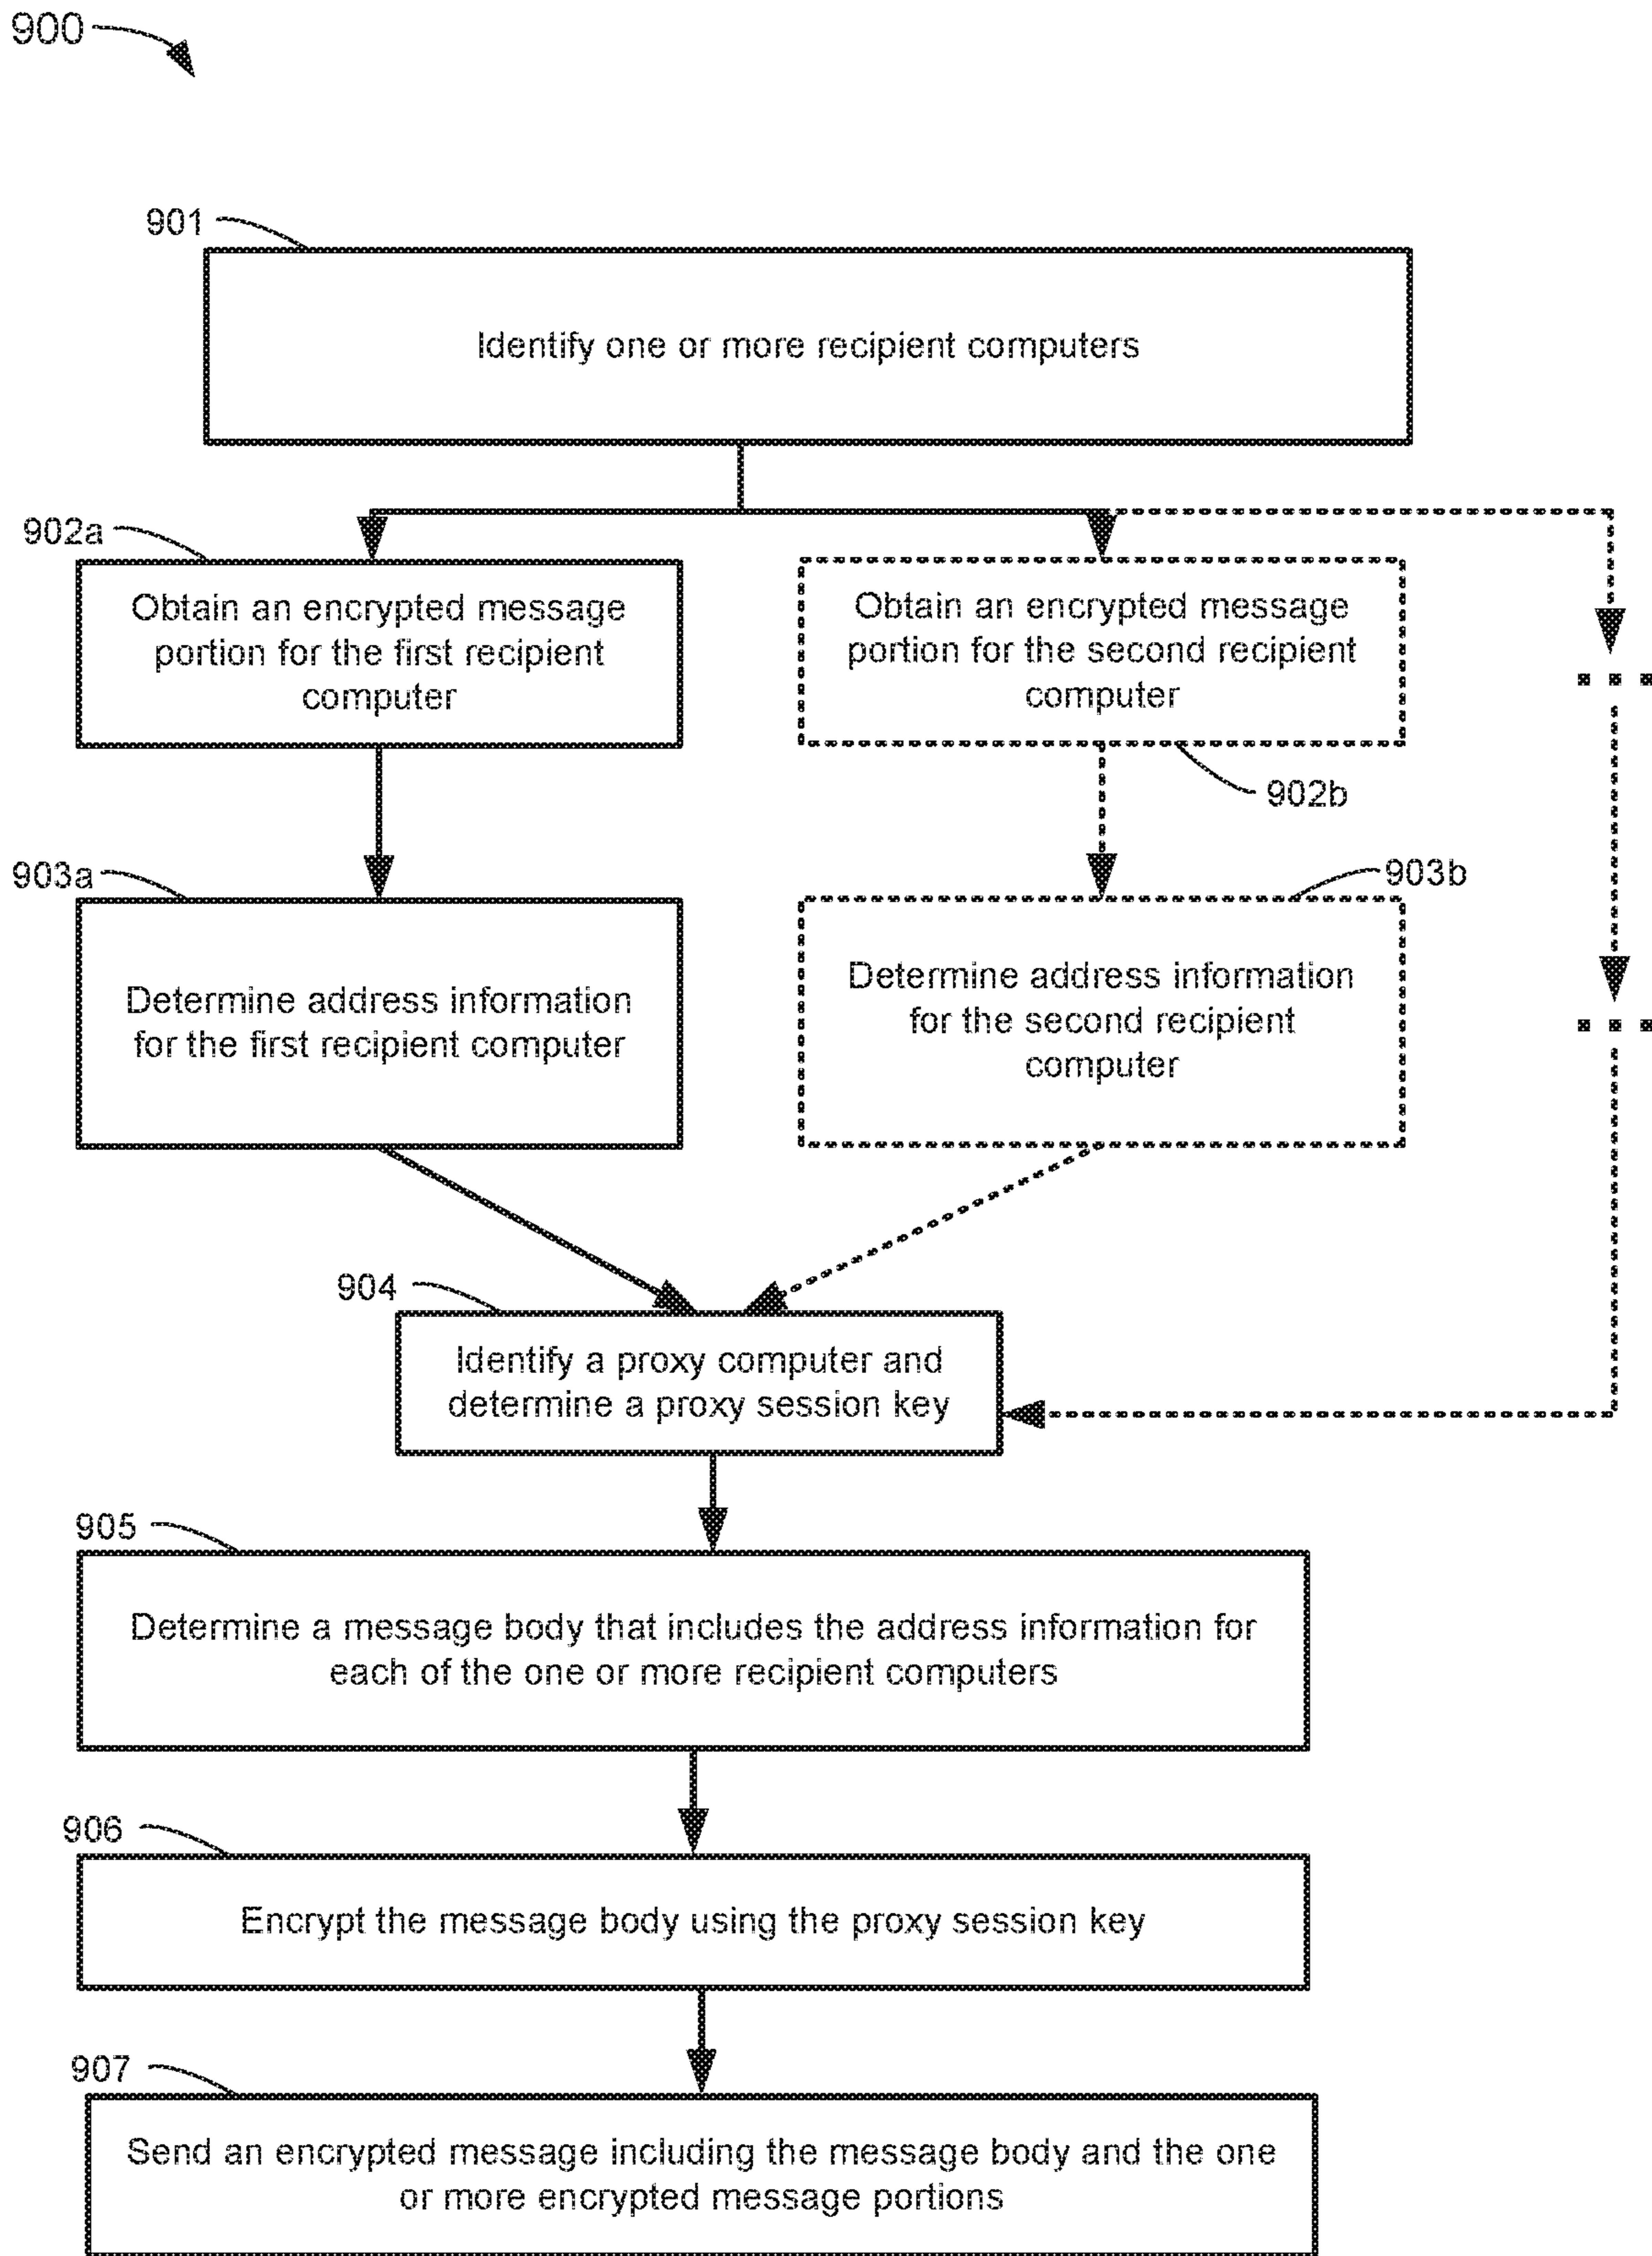 900
901
Identify one or more recipient computers
902a
Obtain an encrypted message
portion for the first recipient
computer
Obtain an encrypted message
portion for the second recipient
computer
902b
903a
903b
Determine address information
for the first recipient computer
Determine address information
for the second recipient
computer
904
Identify a proxy computer and
determine a proxy session key
905
Determine a message body that includes the address information for
each of the one or more recipient computers
906
Encrypt the message body using the proxy session key
907
Send an encrypted message including the message body and the one
or more encrypted message portions